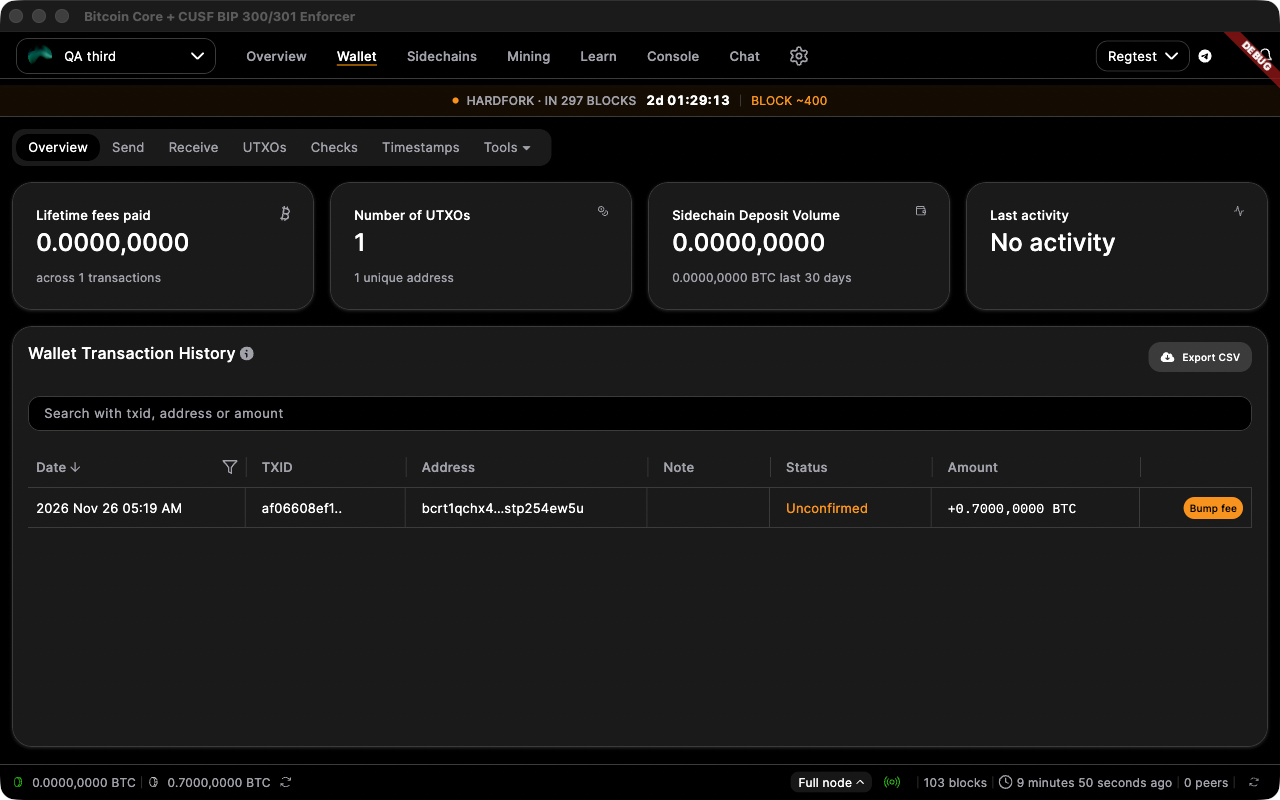 Bitcoin Core + CUSF BIP 300/301 Enforcer
QA third
Overview
Wallet
Sidechains
Mining
Learn
Console
Chat
Regtest
DEBUG
HARDFORK · IN 297 BLOCKS 2d 01:29:13 BLOCK ~400
Overview
Send
Receive
UTXOs
Checks
Timestamps
Tools
Lifetime fees paid
0.0000,0000
across 1 transactions
Number of UTXOs
1
1 unique address
Sidechain Deposit Volume
0.0000,0000
0.0000,0000 BTC last 30 days
Last activity
No activity
Wallet Transaction History
Export CSV
Search with txid, address or amount
Date TXID Address Note Status Amount
2026 Nov 26 05:19 AM af06608ef1.. bcrt1qchx4...stp254ew5u Unconfirmed +0.7000,0000 BTC Bump fee
0.0000,0000 BTC 0.7000,0000 BTC Full node 103 blocks 9 minutes 50 seconds ago 0 peers